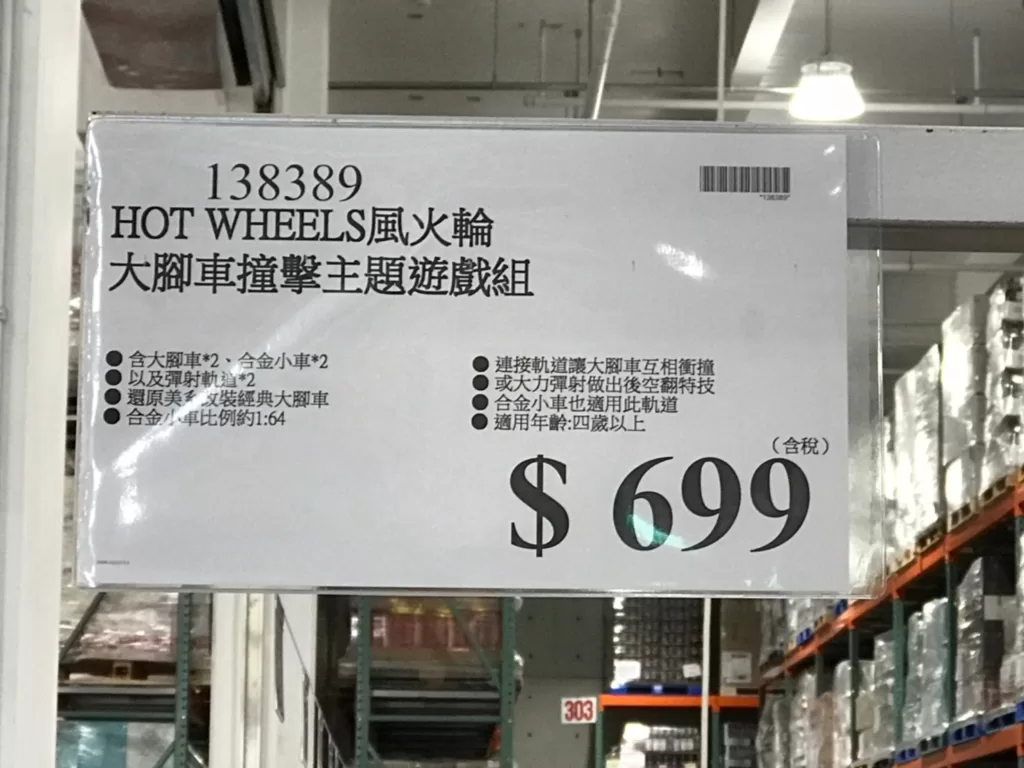 138389
*138389*
HOT WHEELS風火輪
大腳車撞擊主題遊戲組
●含大腳車*2、合金小車*2
●以及彈射軌道*2
●還原美系改裝經典大腳車
●合金小車比例約1:64
●連接軌道讓大腳車互相衝撞
●或大力彈射做出後空翻特技
●合金小車也適用此軌道
●適用年齡:四歲以上
(含稅)
$ 699
303